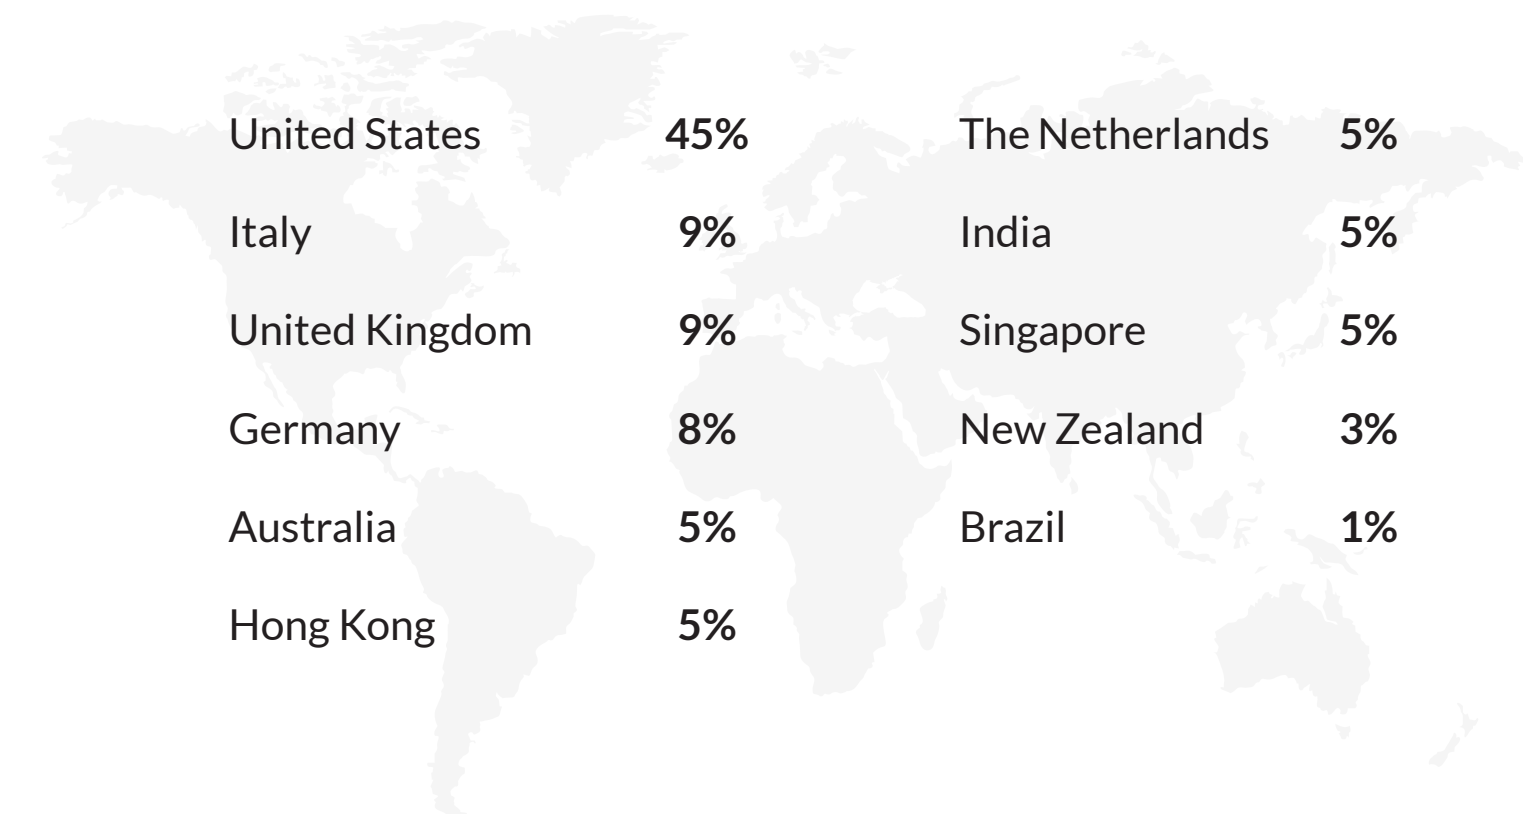 United States 45%
Italy 9%
United Kingdom 9%
Germany 8%
Australia 5%
Hong Kong 5%
The Netherlands 5%
India 5%
Singapore 5%
New Zealand 3%
Brazil 1%